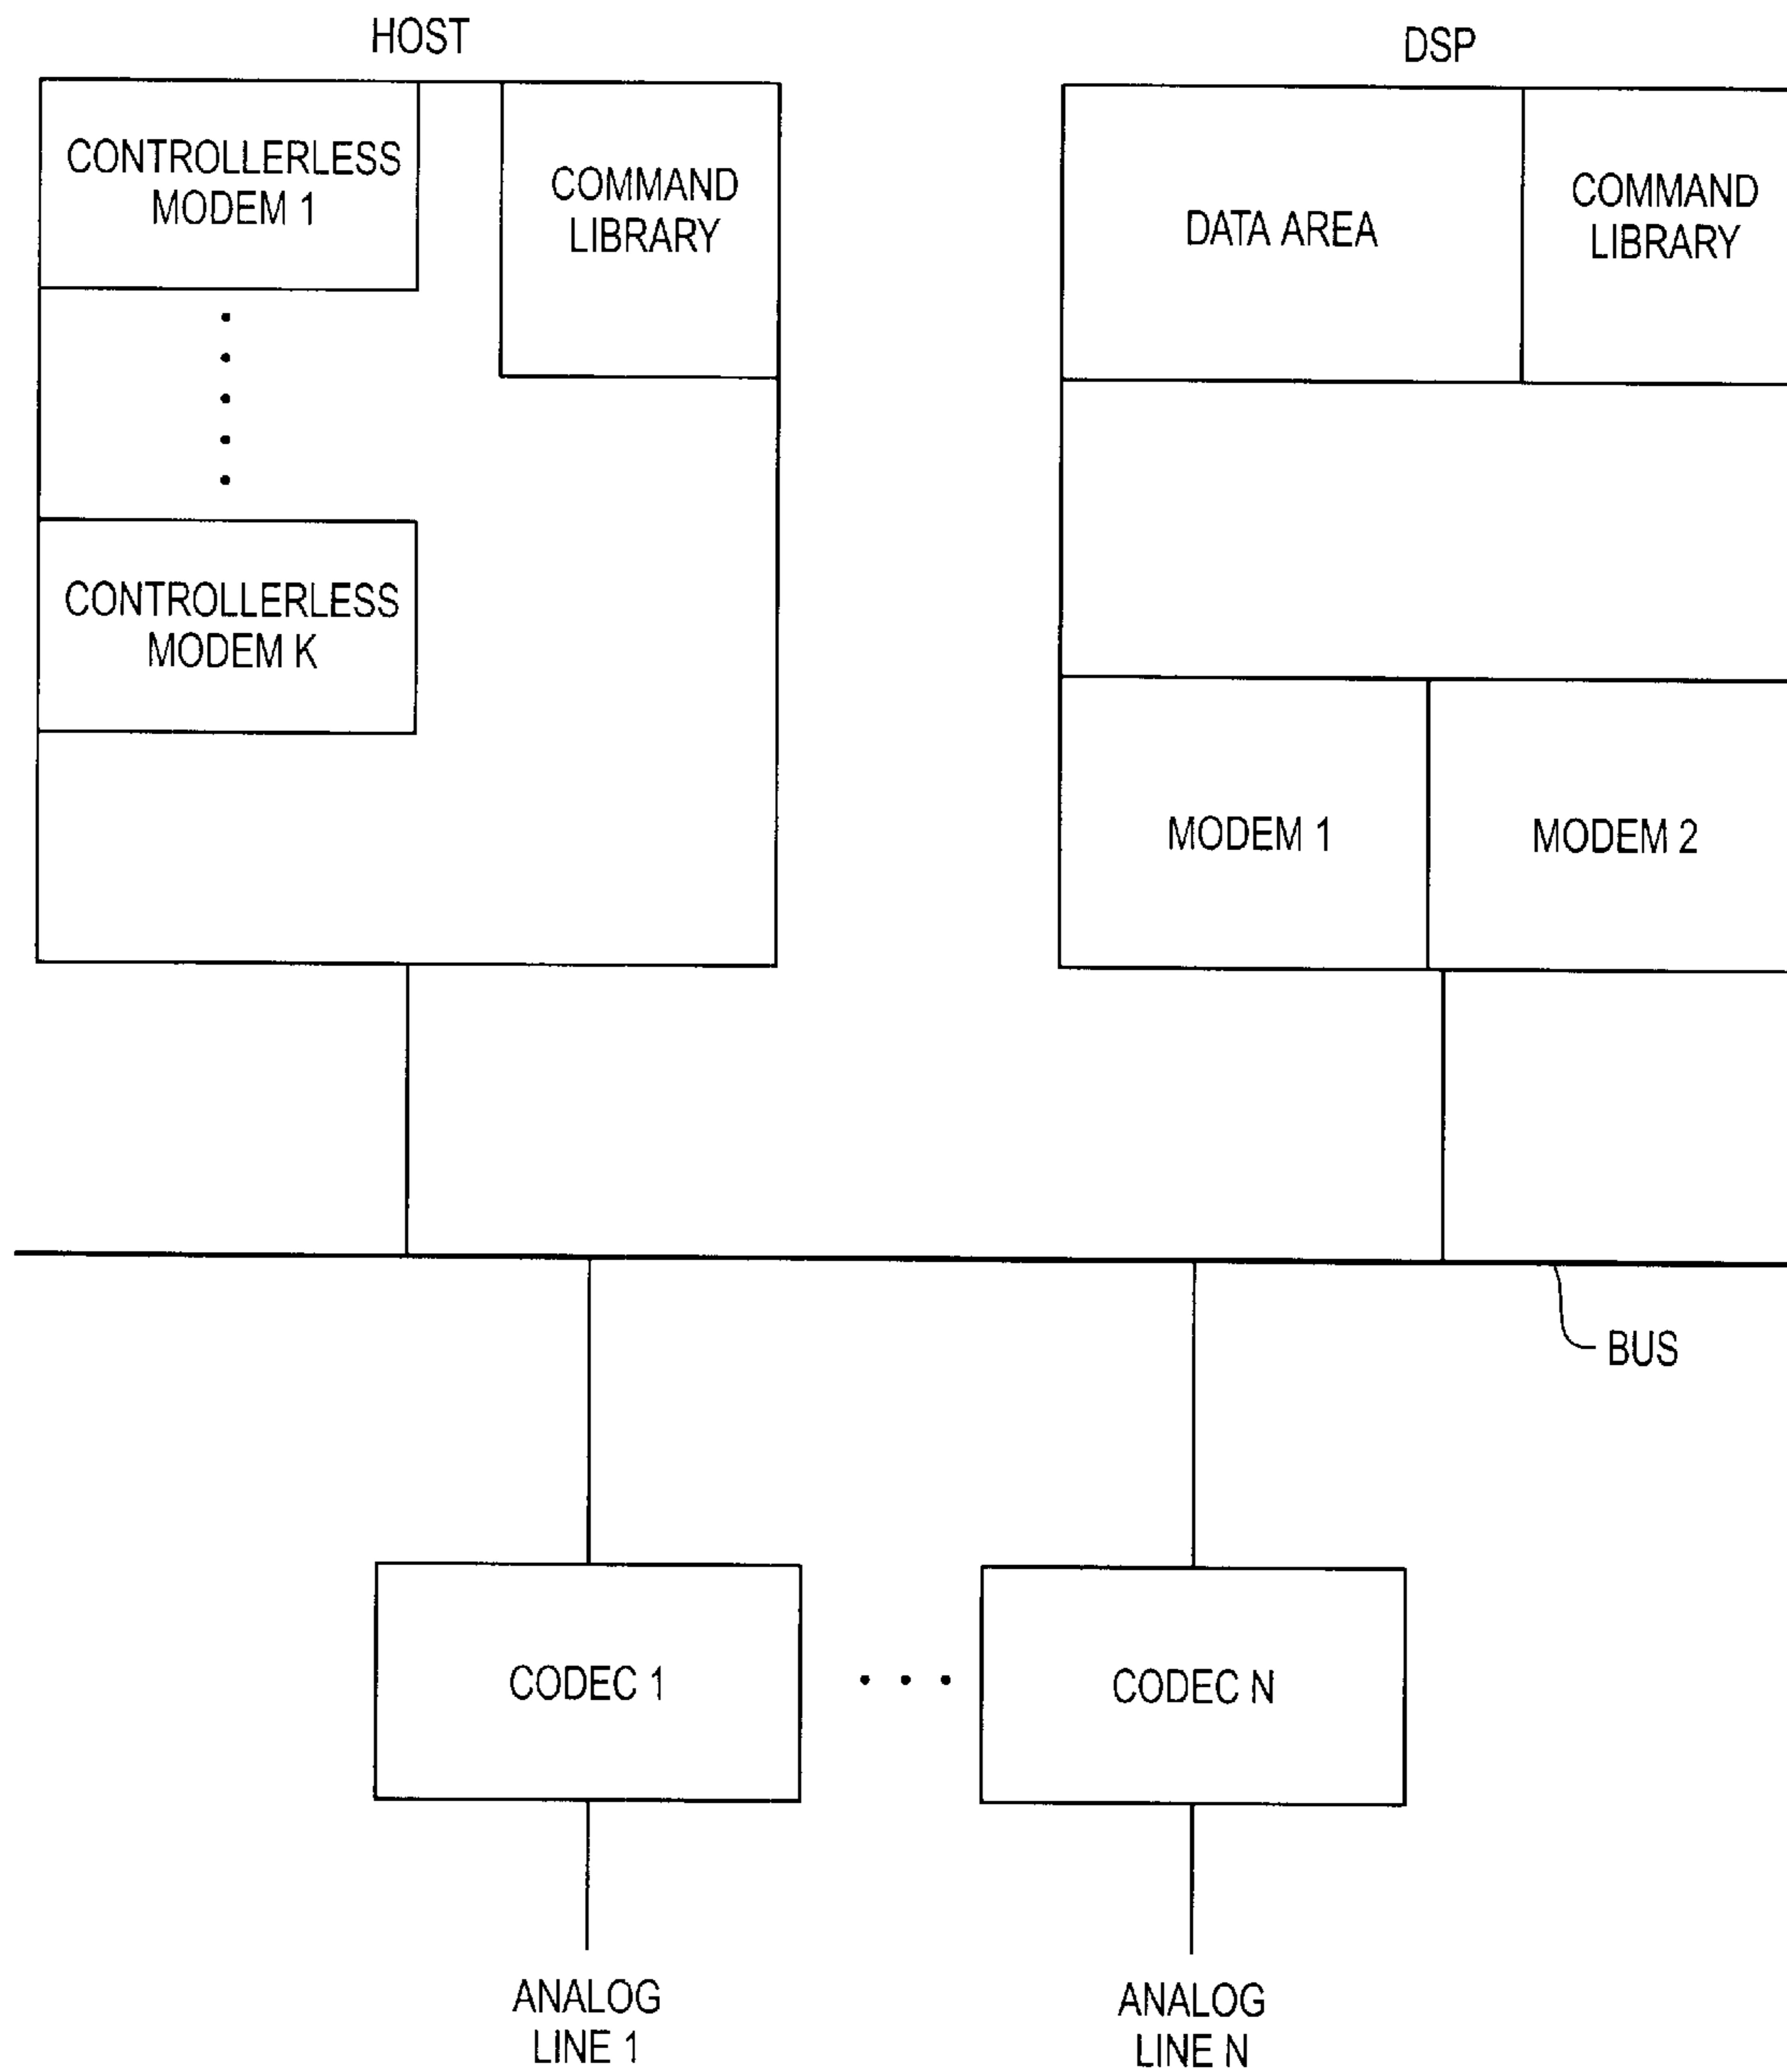 HOST
CONTROLLERLESS
MODEM 1
COMMAND
LIBRARY
CONTROLLERLESS
MODEM K
DSP
DATA AREA
COMMAND
LIBRARY
MODEM 1
MODEM 2
BUS
CODEC 1
CODEC N
ANALOG
LINE 1
ANALOG
LINE N